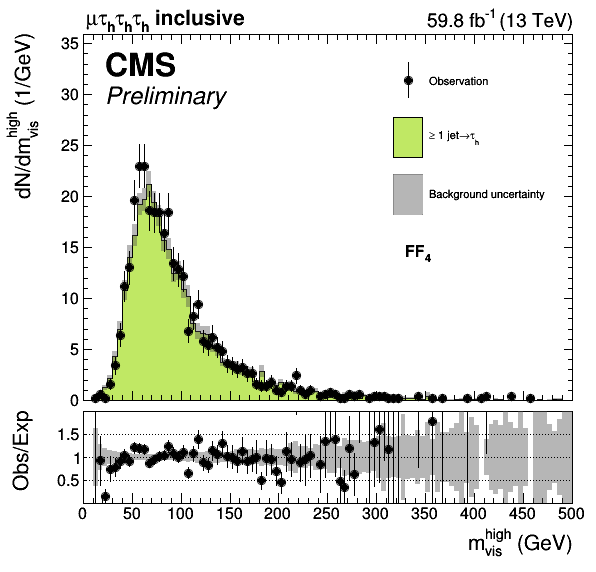 μτhτhτh inclusive
59.8 fb⁻¹ (13 TeV)
CMS
Preliminary
Observation
≥ 1 jet→τh
Background uncertainty
FF4
dN/dm_vis^high (1/GeV)
35
30
25
20
15
10
5
0
Obs/Exp
1.5
1
0.5
0 50 100 150 200 250 300 350 400 450 500
m_vis^high (GeV)